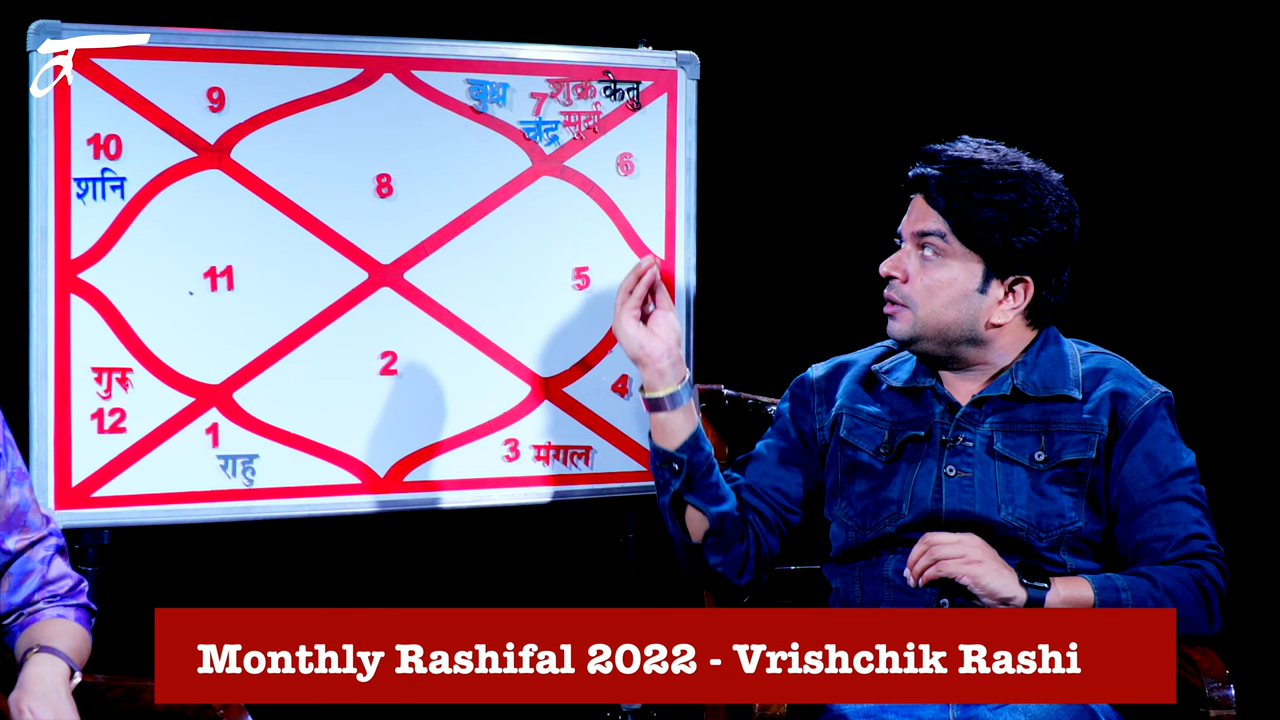 त
9
बुध 7 शुक्र केतु
चंद्र सूर्य
10
शनि
8
6
11
5
2
गुरु
12
4
1
राहु
3 मंगल
Monthly Rashifal 2022 - Vrishchik Rashi